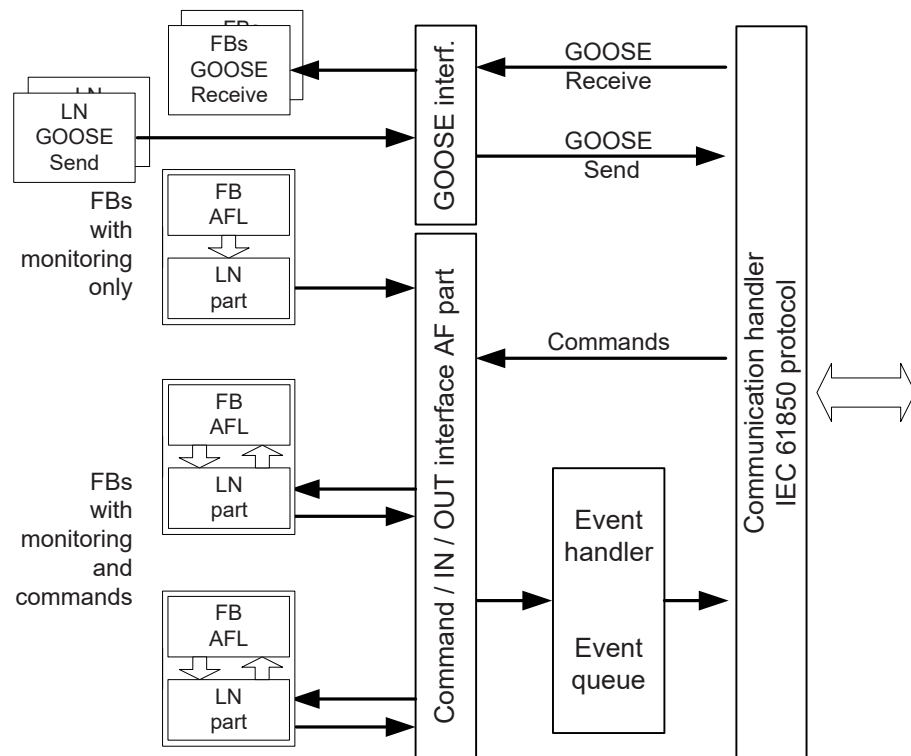 FBs
FBs
GOOSE
Receive
LN
LN
GOOSE
Send
FBs
with
monitoring
only
FB
AFL
LN
part
FBs
with
monitoring
and
commands
FB
AFL
LN
part
FB
AFL
LN
part
GOOSE interf.
Command / IN / OUT interface AF part
GOOSE
Receive
GOOSE
Send
Commands
Event
handler
Event
queue
Communication handler
IEC 61850 protocol